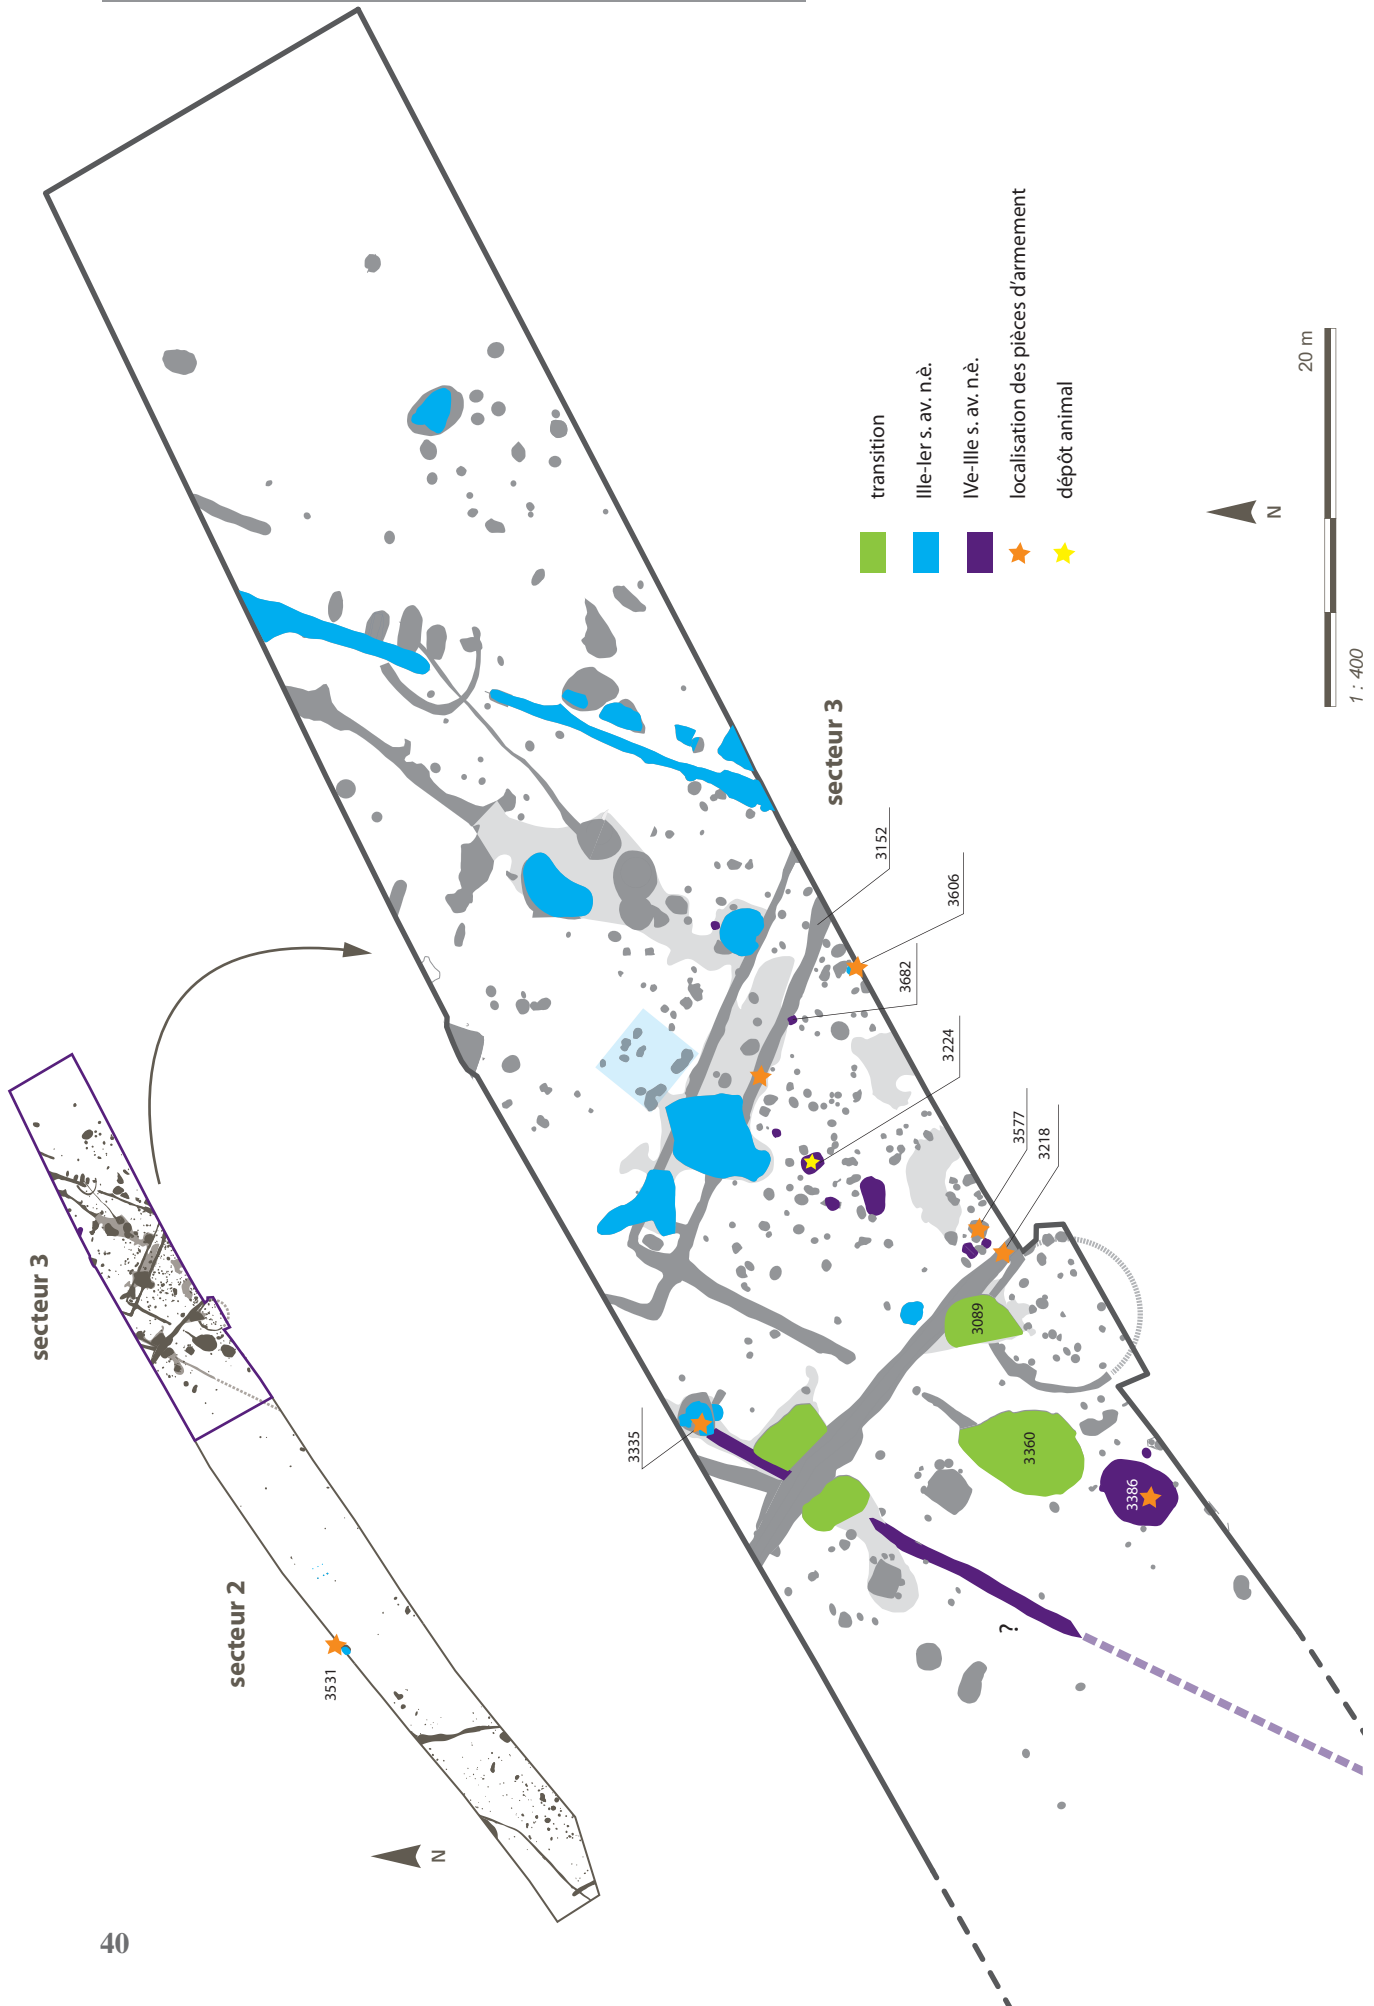 secteur 3
secteur 2
3531
N
3335
secteur 3
3152
3606
3682
3224
3577
3218
3089
3360
3386
?
transition
IIIe-Ier s. av. n.è.
IVe-IIIe s. av. n.è.
localisation des pièces d'armement
dépôt animal
N
20 m
1 : 400
40